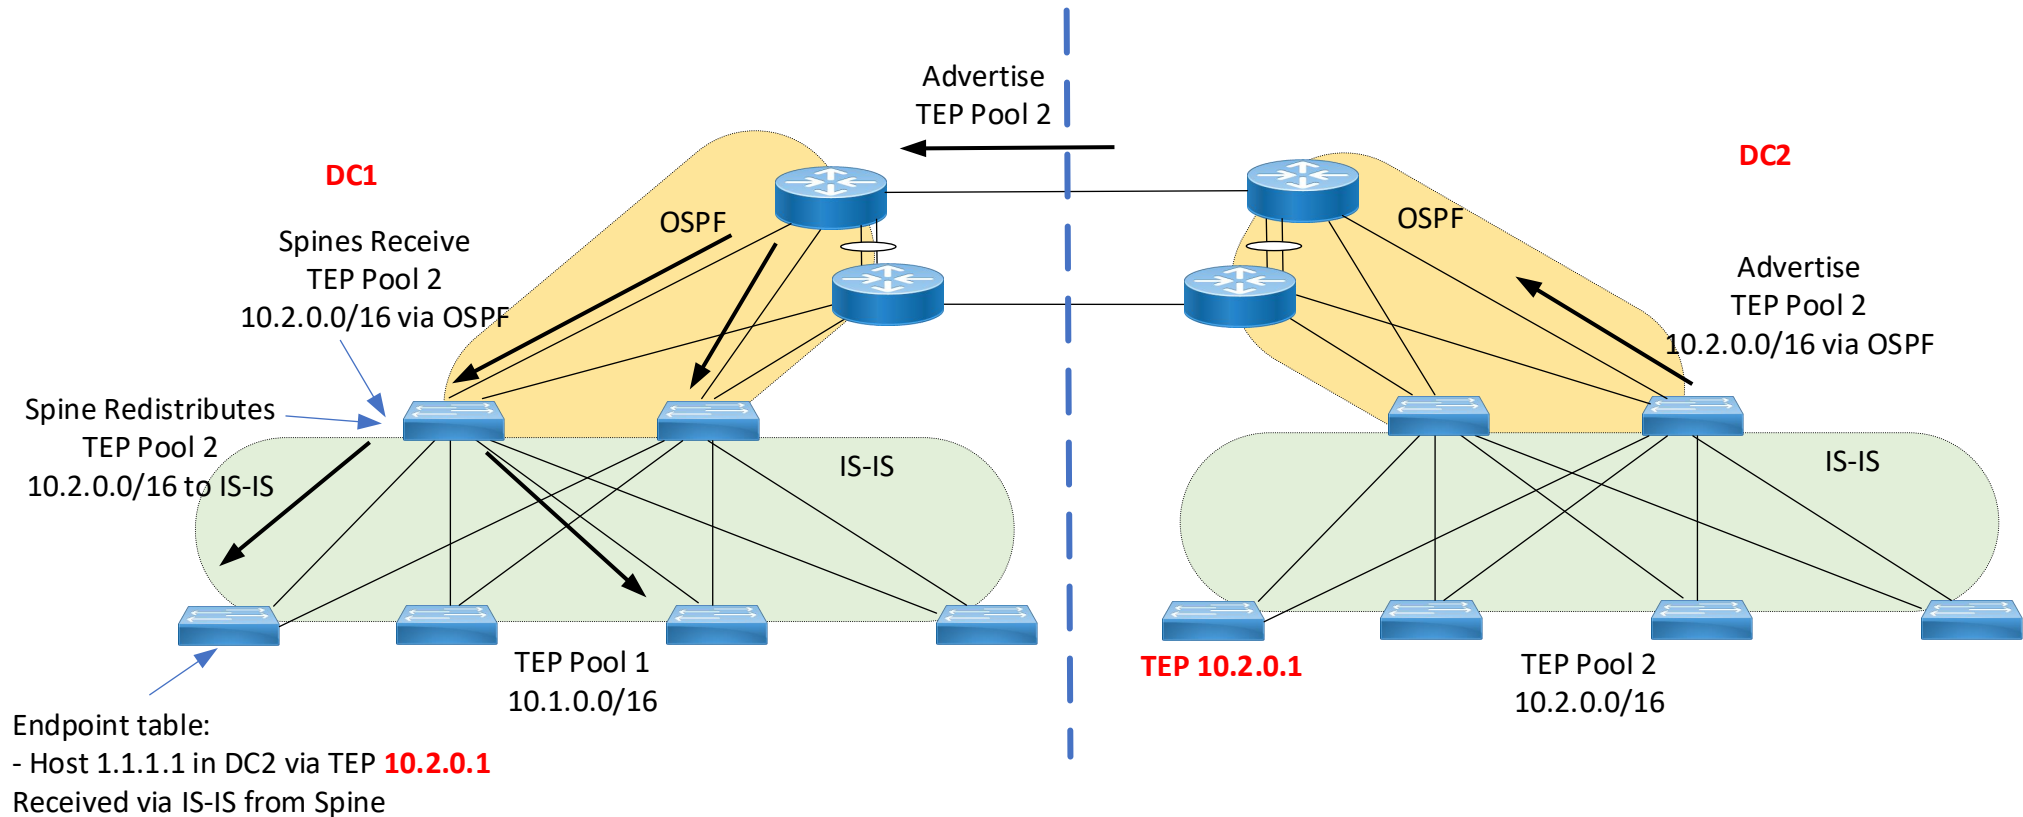 Advertise
TEP Pool 2
DC1
DC2
OSPF
OSPF
Spines Receive
TEP Pool 2
10.2.0.0/16 via OSPF
Advertise
TEP Pool 2
10.2.0.0/16 via OSPF
Spine Redistributes
TEP Pool 2
10.2.0.0/16 to IS-IS
IS-IS
IS-IS
TEP Pool 1
10.1.0.0/16
TEP 10.2.0.1
TEP Pool 2
10.2.0.0/16
Endpoint table:
- Host 1.1.1.1 in DC2 via TEP 10.2.0.1
Received via IS-IS from Spine